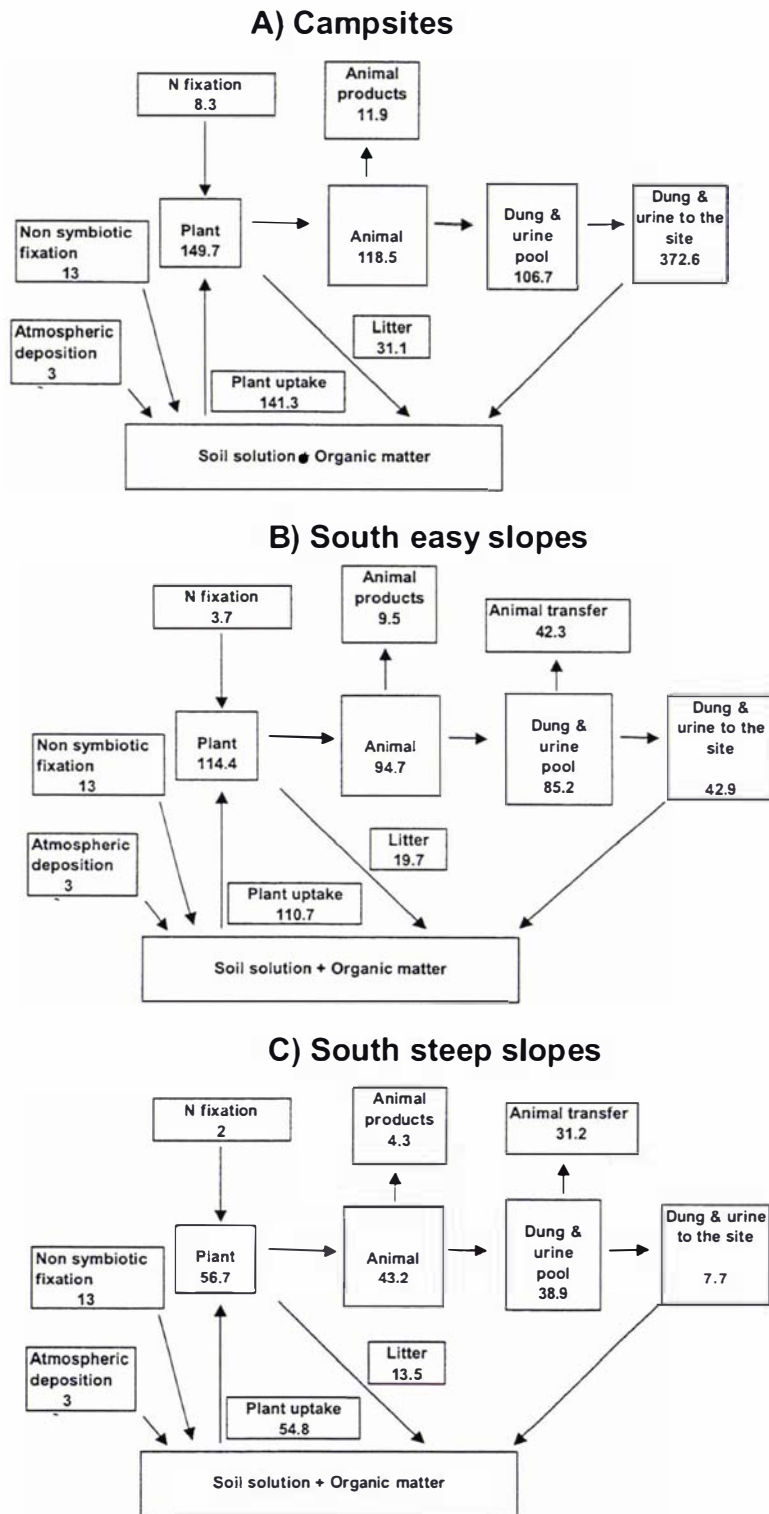 A) Campsites
N fixation
8.3
Animal
products
11.9
Non symbiotic
fixation
13
Plant
149.7
Animal
118.5
Dung &
urine
pool
106.7
Dung &
urine to the
site
372.6
Atmospheric
deposition
3
Litter
31.1
Plant uptake
141.3
Soil solution Organic matter
B) South easy slopes
N fixation
3.7
Animal
products
9.5
Animal transfer
42.3
Non symbiotic
fixation
13
Plant
114.4
Animal
94.7
Dung &
urine
pool
85.2
Dung &
urine to the
site
42.9
Atmospheric
deposition
3
Litter
19.7
Plant uptake
110.7
Soil solution + Organic matter
C) South steep slopes
N fixation
2
Animal
products
4.3
Animal transfer
31.2
Non symbiotic
fixation
13
Plant
56.7
Animal
43.2
Dung &
urine
pool
38.9
Dung & urine
to the site
7.7
Atmospheric
deposition
3
Litter
13.5
Plant uptake
54.8
Soil solution + Organic matter